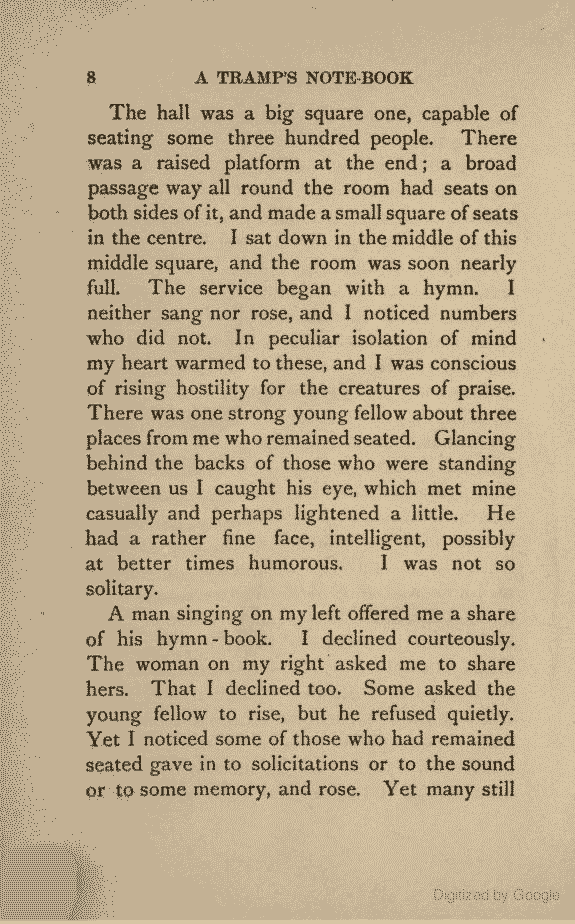 8 A TRAMP'S NOTE-BOOK
The hall was a big square one, capable of
seating some three hundred people. There
was a raised platform at the end; a broad
passage way all round the room had seats on
both sides of it, and made a small square of seats
in the centre. I sat down in the middle of this
middle square, and the room was soon nearly
full. The service began with a hymn. I
neither sang nor rose, and I noticed numbers
who did not. In peculiar isolation of mind
my heart warmed to these, and I was conscious
of rising hostility for the creatures of praise.
There was one strong young fellow about three
places from me who remained seated. Glancing
behind the backs of those who were standing
between us I caught his eye, which met mine
casually and perhaps lightened a little. He
had a rather fine face, intelligent, possibly
at better times humorous. I was not so
solitary.
A man singing on my left offered me a share
of his hymn-book. I declined courteously.
The woman on my right asked me to share
hers. That I declined too. Some asked the
young fellow to rise, but he refused quietly.
Yet I noticed some of those who had remained
seated gave in to solicitations or to the sound
or to some memory, and rose. Yet many still
Digitized by Google